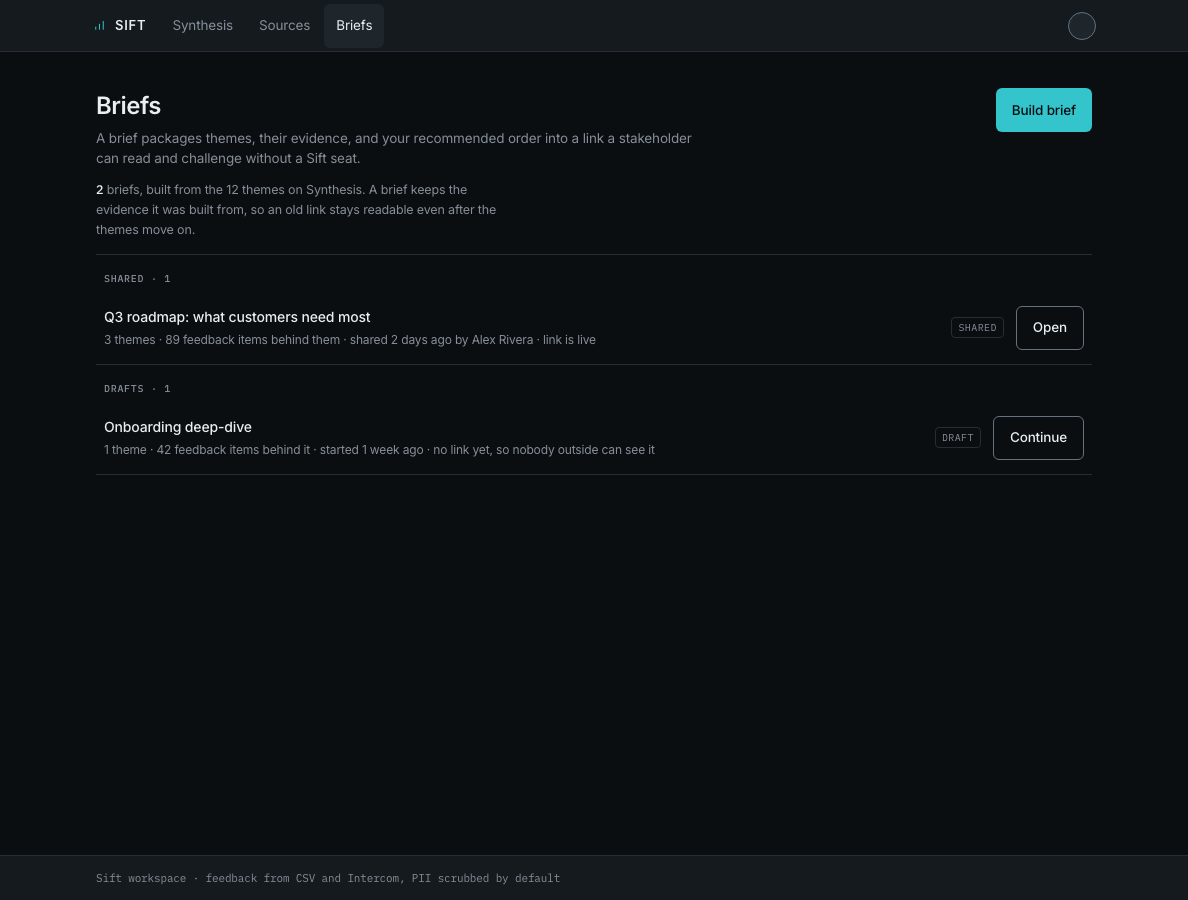 SIFT
Synthesis
Sources
Briefs
Briefs
Build brief
A brief packages themes, their evidence, and your recommended order into a link a stakeholder
can read and challenge without a Sift seat.
2 briefs, built from the 12 themes on Synthesis. A brief keeps the
evidence it was built from, so an old link stays readable even after the
themes move on.
SHARED · 1
Q3 roadmap: what customers need most
3 themes · 89 feedback items behind them · shared 2 days ago by Alex Rivera · link is live
SHARED
Open
DRAFTS · 1
Onboarding deep-dive
1 theme · 42 feedback items behind it · started 1 week ago · no link yet, so nobody outside can see it
DRAFT
Continue
Sift workspace · feedback from CSV and Intercom, PII scrubbed by default